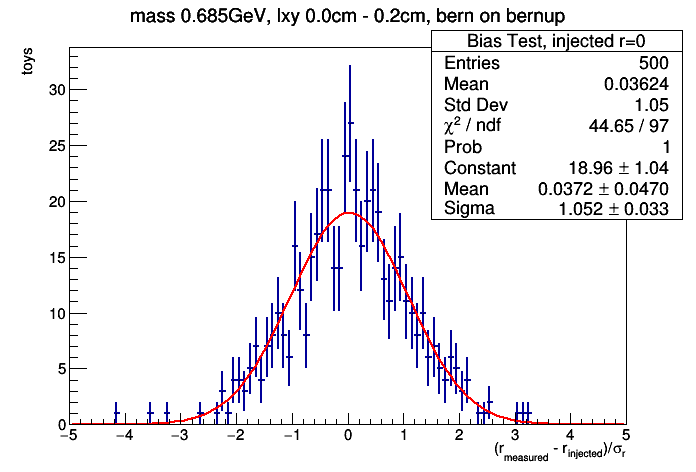 mass 0.685GeV, lxy 0.0cm - 0.2cm, bern on bernup
toys
Bias Test, injected r=0
Entries 500
Mean 0.03624
Std Dev 1.05
χ² / ndf 44.65 / 97
Prob 1
Constant 18.96 ± 1.04
Mean 0.0372 ± 0.0470
Sigma 1.052 ± 0.033
30
25
20
15
10
5
0
−5 −4 −3 −2 −1 0 1 2 3 4 5
(r_measured - r_injected)/σ_r